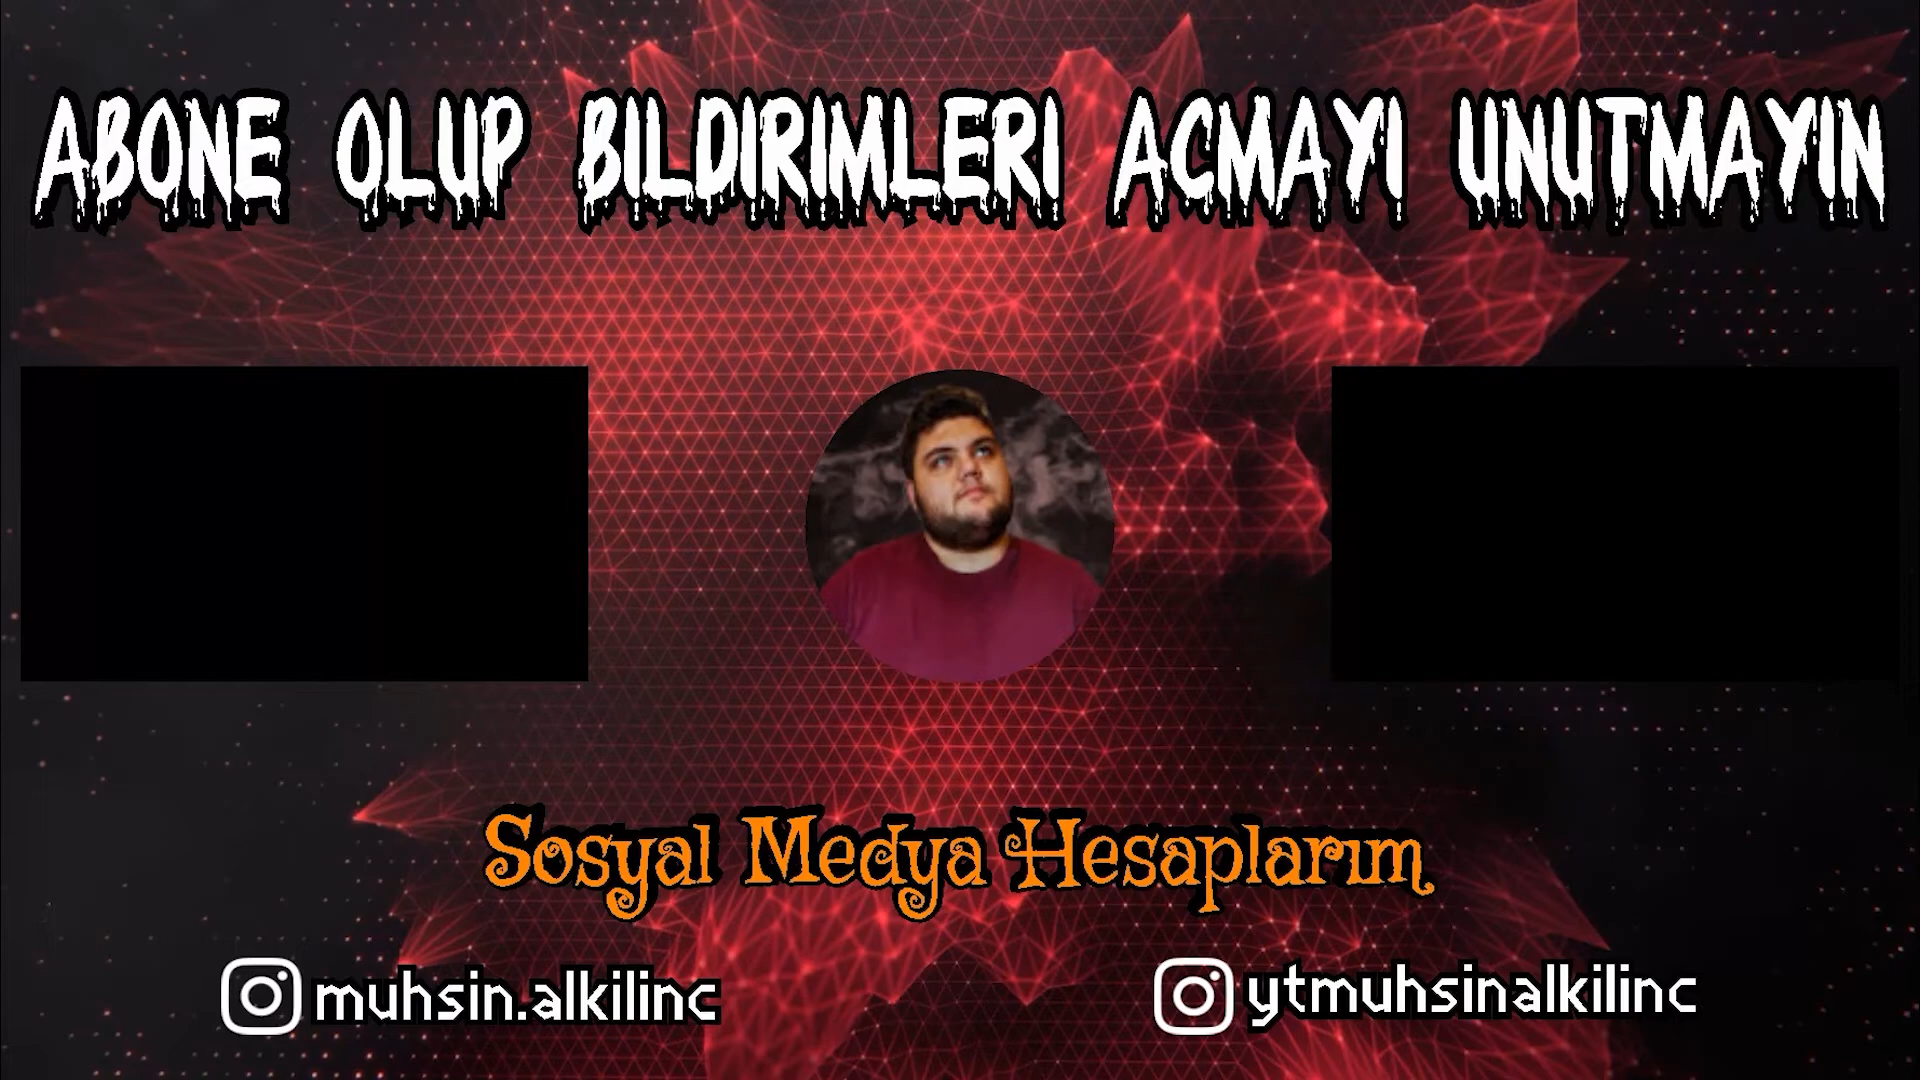 ABONE OLUP BILDIRIMLERI ACMAYI UNUTMAYIN
Sosyal Medya Hesaplarım
muhsin.alkilinc
ytmuhsinalkilinc